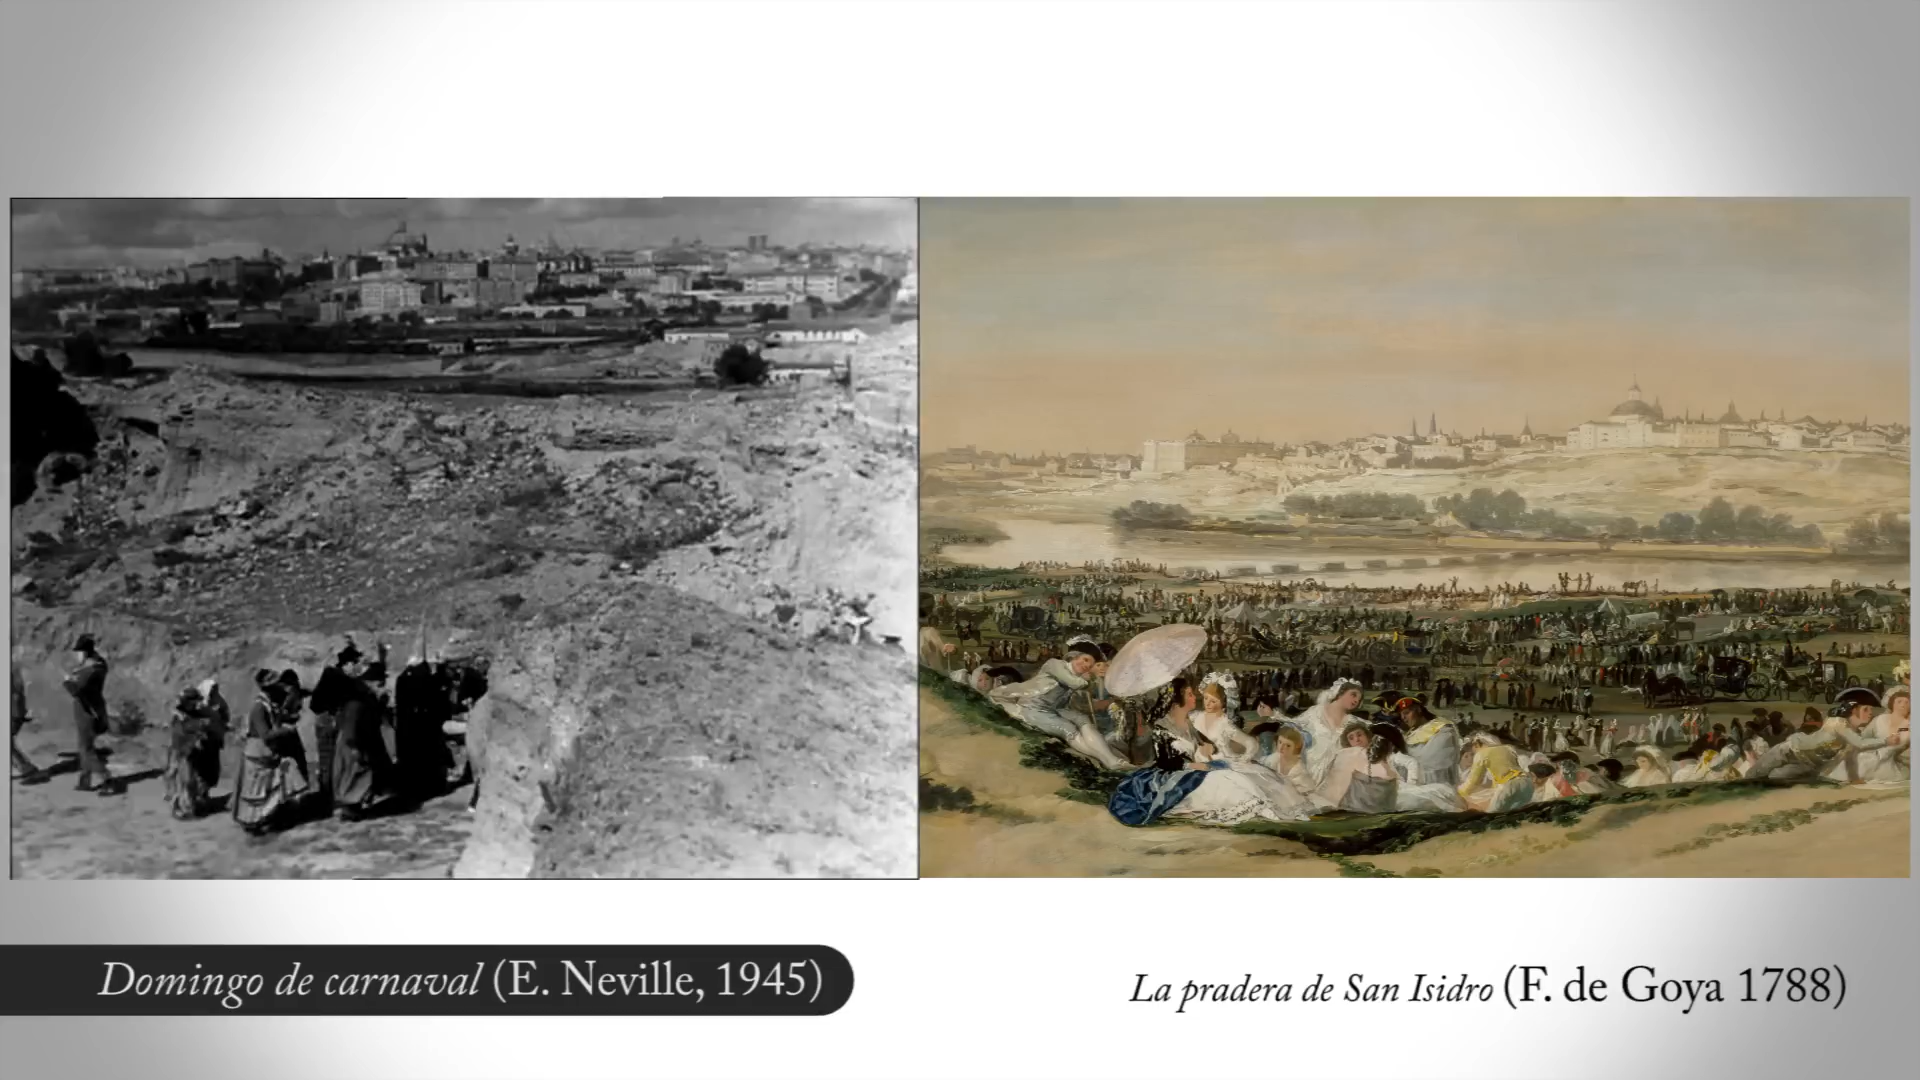 Domingo de carnaval (E. Neville, 1945)
La pradera de San Isidro (F. de Goya 1788)